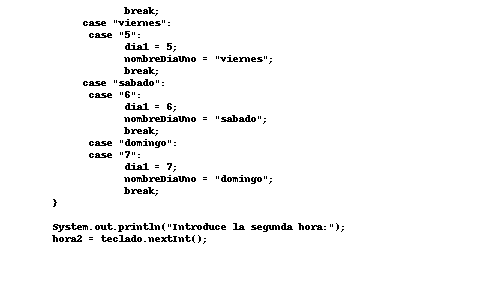 break;
case "viernes":
case "5":
dia1 = 5;
nombreDiaUno = "viernes";
break;
case "sabado":
case "6":
dia1 = 6;
nombreDiaUno = "sabado";
break;
case "domingo":
case "7":
dia1 = 7;
nombreDiaUno = "domingo";
break;
}
System.out.println("Introduce la segunda hora:");
hora2 = teclado.nextInt();